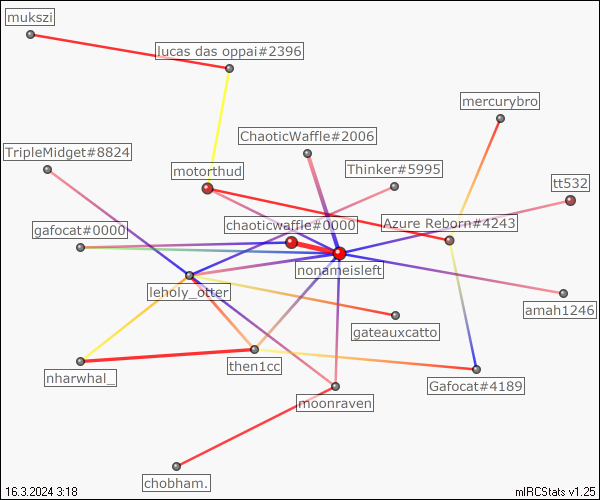 mukszi
lucas das oppai#2396
mercurybro
ChaoticWaffle#2006
TripleMidget#8824
motorthud
Thinker#5995
tt532
chaoticwaffle#0000
Azure Reborn#4243
gafocat#0000
nonameisleft
leholy_otter
amah1246
gateauxcatto
then1cc
nharwhal_
Gafocat#4189
moonraven
chobham.
16.3.2024 3:18
mIRCStats v1.25